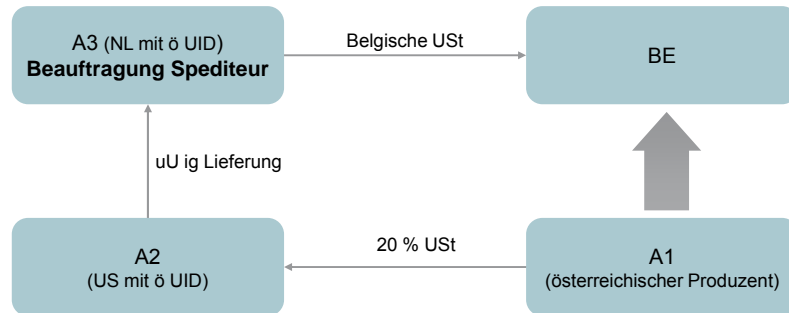 A3 (NL mit ö UID)
Beauftragung Spediteur
Belgische USt
BE
uU ig Lieferung
A2
(US mit ö UID)
20 % USt
A1
(österreichischer Produzent)